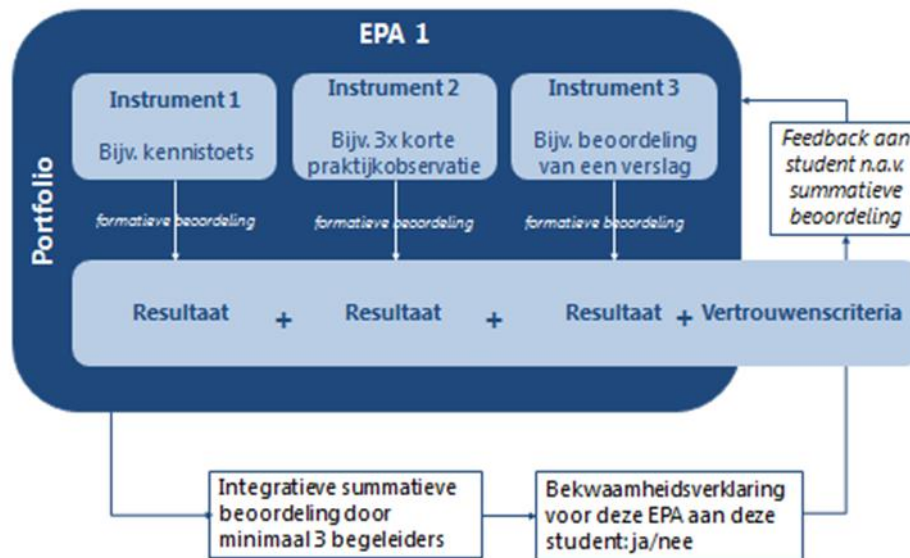 EPA 1
Portfolio
Instrument 1
Bijv. kennistoets
Instrument 2
Bijv. 3x korte
praktijkobservatie
Instrument 3
Bijv. beoordeling
van een verslag
formatieve beoordeling
formatieve beoordeling
formatieve beoordeling
Resultaat + Resultaat + Resultaat + Vertrouwenscriteria
Feedback aan
student n.a.v.
summatieve
beoordeling
Integratieve summatieve
beoordeling door
minimaal 3 begeleiders
Bekwaamheidsverklaring
voor deze EPA aan deze
student: ja/nee